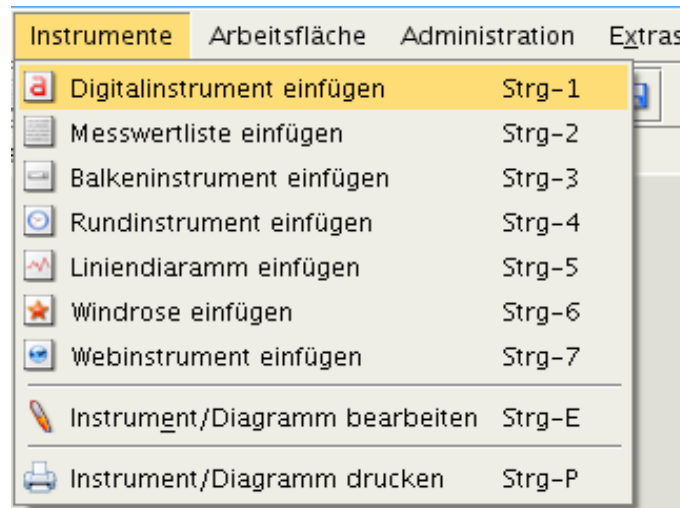 Instrumente Arbeitsfläche Administration Extras
Digitalinstrument einfügen Strg-1
Messwertliste einfügen Strg-2
Balkeninstrument einfügen Strg-3
Rundinstrument einfügen Strg-4
Liniendiaramm einfügen Strg-5
Windrose einfügen Strg-6
Webinstrument einfügen Strg-7
Instrument/Diagramm bearbeiten Strg-E
Instrument/Diagramm drucken Strg-P